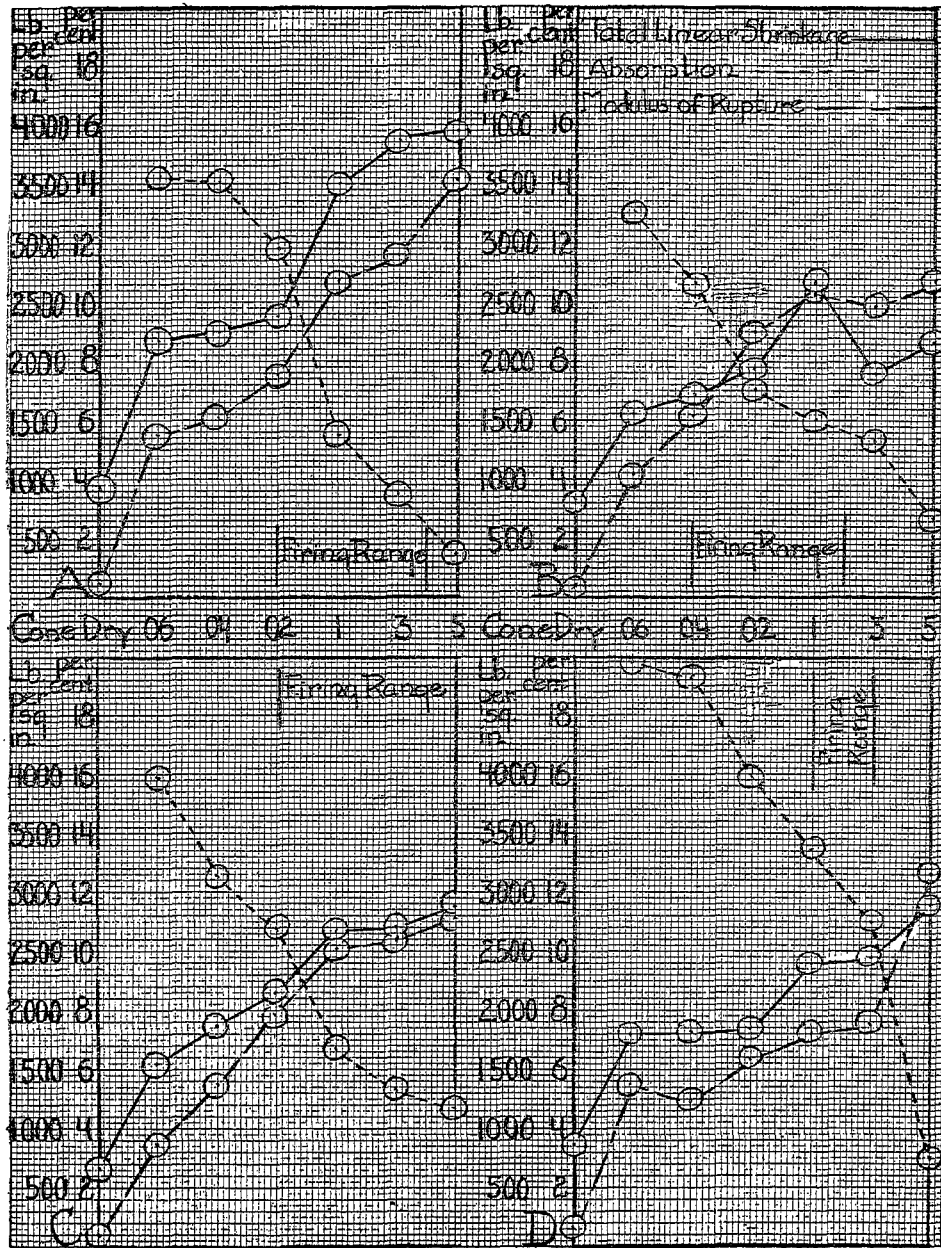 Lb. per
per cent
sq. 18
in.
4000 16
3500 14
3000 12
2500 10
2000 8
1500 6
1000 4
500 2
A
Firing Range
Lb. per
per cent
sq. 18
in.
Total Linear Shrinkage
Absorption
Modulus of Rupture
4000 16
3500 14
3000 12
2500 10
2000 8
1500 6
1000 4
500 2
B
Firing Range
Cone Dry 06 04 02 1 3 5 Cone Dry 06 04 02 1 3 5
Lb. per
per cent
sq. 18
in.
4000 16
3500 14
3000 12
2500 10
2000 8
1500 6
1000 4
500 2
C
Firing Range
Lb. per
per cent
sq. 18
in.
4000 16
3500 14
3000 12
2500 10
2000 8
1500 6
1000 4
500 2
D
Firing
Range